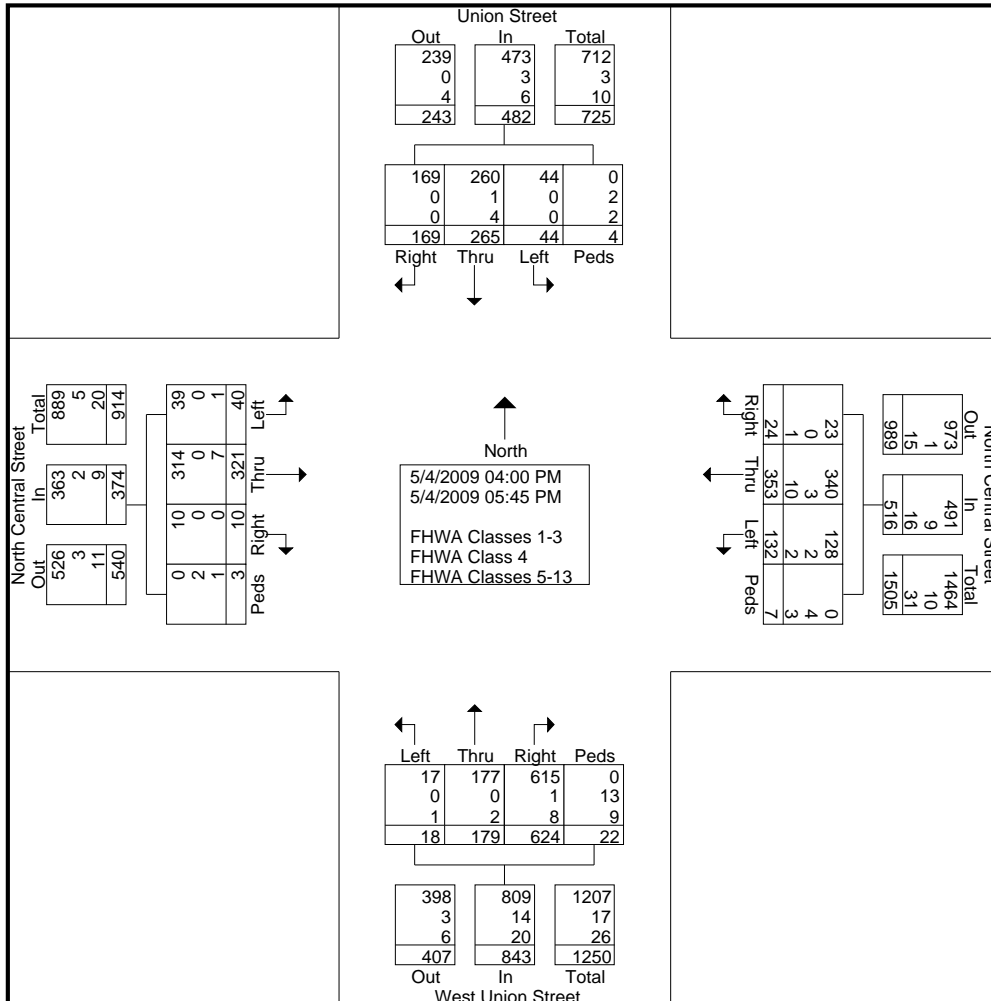 Union Street
Out In Total
239 473 712
0 3 3
4 6 10
243 482 725
169 260 44 0
0 1 0 2
0 4 0 2
169 265 44 4
Right Thru Left Peds
North Central Street
Total In Out
889 5 20 914
363 2 9 374
526 3 11 540
39 0 1 40 Left
314 0 7 321 Thru
10 0 0 10 Right
0 2 1 3 Peds
North
5/4/2009 04:00 PM
5/4/2009 05:45 PM
FHWA Classes 1-3
FHWA Class 4
FHWA Classes 5-13
Right 24 1 0 23
Thru 353 10 3 340
Left 132 2 2 128
Peds 7 3 4 0
North Central Street
Out In Total
973 1 15 989
491 9 16 516
1464 10 31 1505
Left Thru Right Peds
17 177 615 0
0 0 1 13
1 2 8 9
18 179 624 22
398 809 1207
3 14 17
6 20 26
407 843 1250
Out In Total
West Union Street